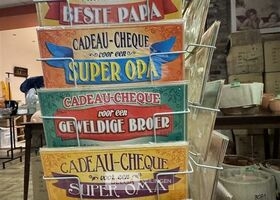 BESTE PAPA
CADEAU-CHEQUE
voor een
SUPER OPA
CADEAU-CHEQUE
voor een
GEWELDIGE BROER
CADEAU-CHEQUE
voor een
SUPER OMA